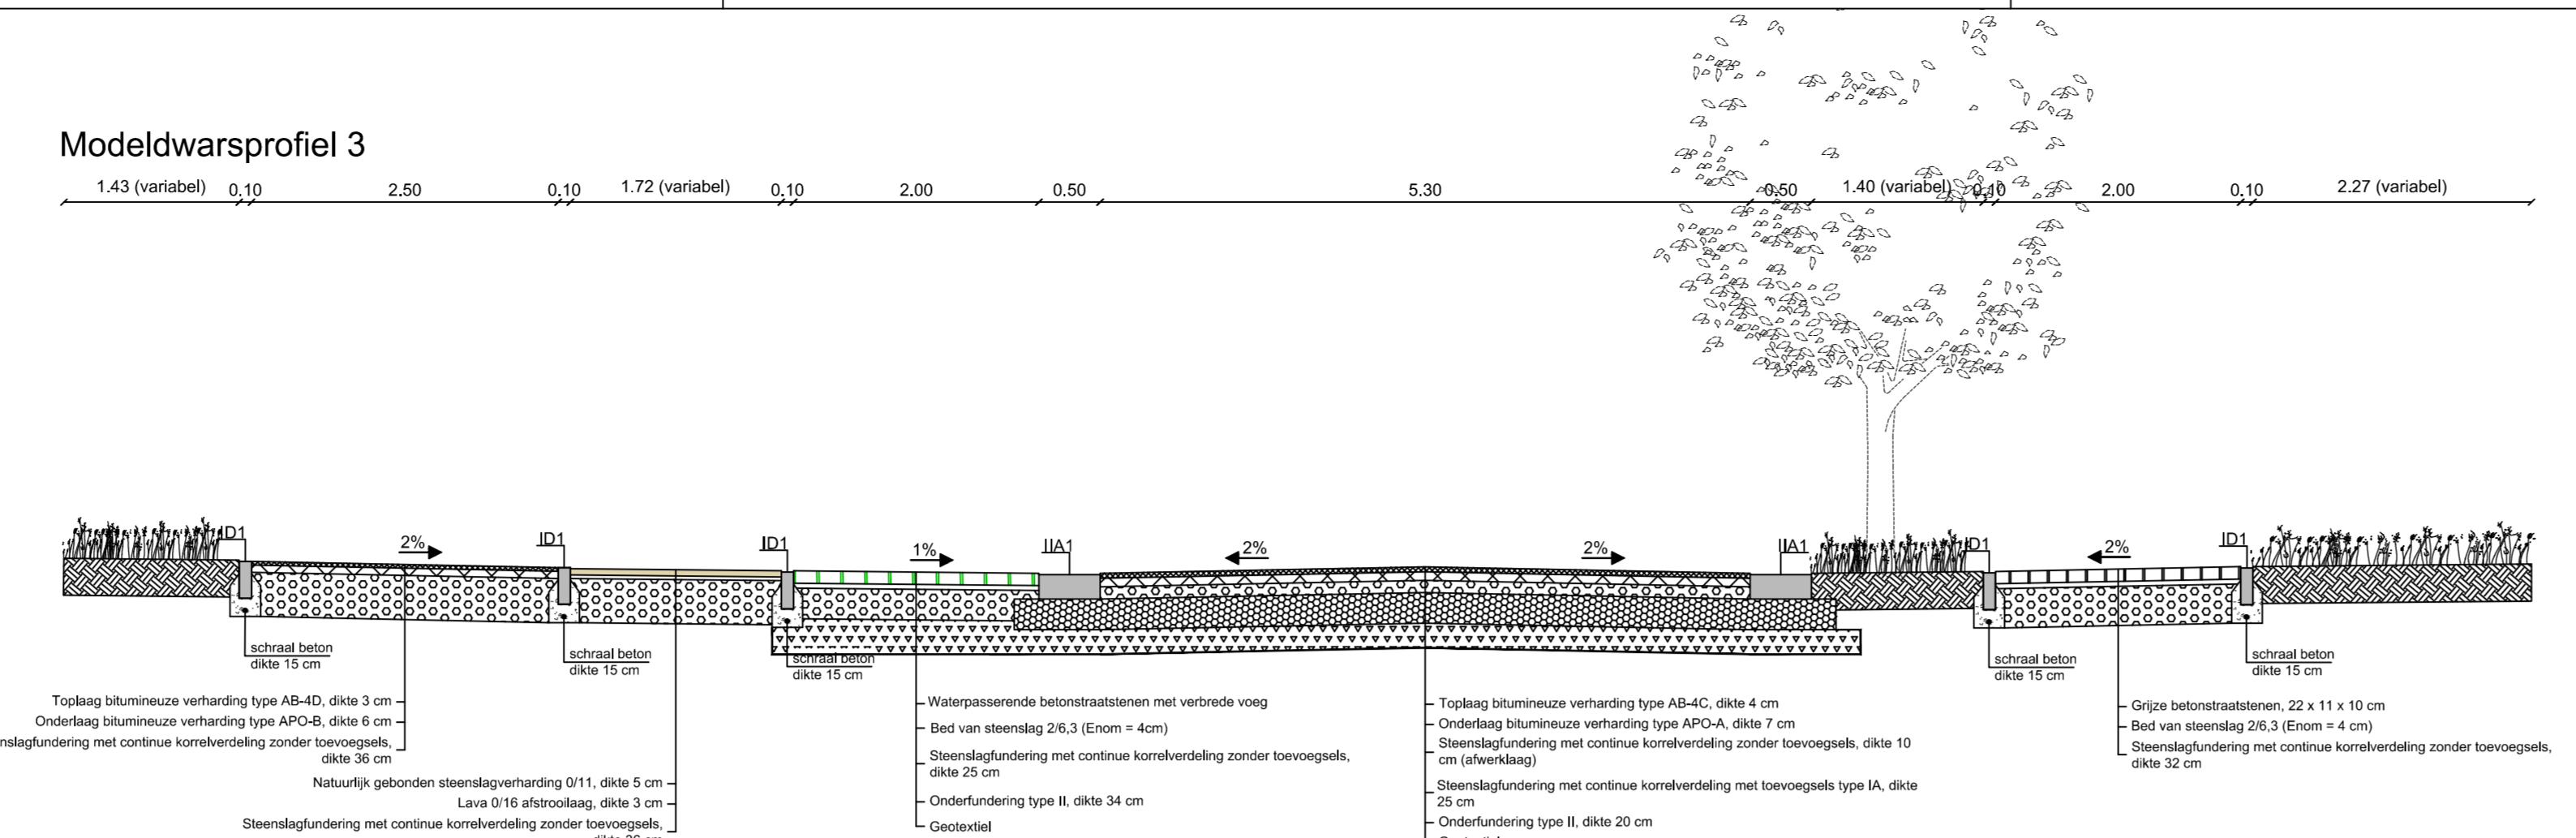 Modeldwarsprofiel 3
1.43 (variabel) 0.10 2.50 0.10 1.72 (variabel) 0.10 2.00 0.50 5.30 0.50 1.40 (variabel) 0.10 2.00 0.10 2.27 (variabel)
ID1 2% ID1 ID1 1% IIA1 2% 2% IIA1 ID1 2% ID1
schraal beton
dikte 15 cm
schraal beton
dikte 15 cm
schraal beton
dikte 15 cm
schraal beton
dikte 15 cm
schraal beton
dikte 15 cm
Toplaag bitumineuze verharding type AB-4D, dikte 3 cm
Onderlaag bitumineuze verharding type APO-B, dikte 6 cm
nslagfundering met continue korrelverdeling zonder toevoegsels,
dikte 36 cm
Natuurlijk gebonden steenslagverharding 0/11, dikte 5 cm
Lava 0/16 afstrooilaag, dikte 3 cm
Steenslagfundering met continue korrelverdeling zonder toevoegsels,
Waterpasserende betonstraatstenen met verbrede voeg
Bed van steenslag 2/6,3 (Enom = 4cm)
Steenslagfundering met continue korrelverdeling zonder toevoegsels,
dikte 25 cm
Onderfundering type II, dikte 34 cm
Geotextiel
Toplaag bitumineuze verharding type AB-4C, dikte 4 cm
Onderlaag bitumineuze verharding type APO-A, dikte 7 cm
Steenslagfundering met continue korrelverdeling zonder toevoegsels, dikte 10
cm (afwerklaag)
Steenslagfundering met continue korrelverdeling met toevoegsels type IA, dikte
25 cm
Onderfundering type II, dikte 20 cm
Grijze betonstraatstenen, 22 x 11 x 10 cm
Bed van steenslag 2/6,3 (Enom = 4 cm)
Steenslagfundering met continue korrelverdeling zonder toevoegsels,
dikte 32 cm